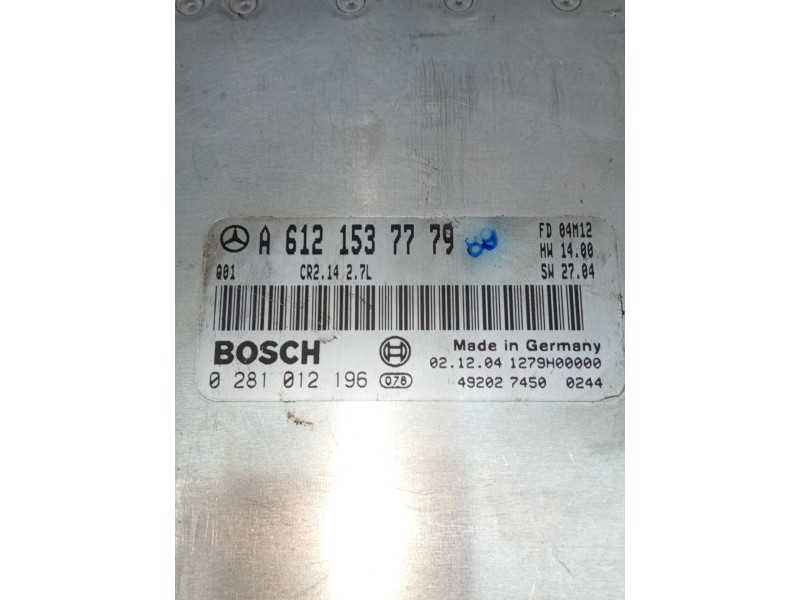 A 612 153 77 79
FD 04M12
HW 14.00
Q01 CR2.14 2.7L SW 27.04
BOSCH
Made in Germany
02.12.04 1279H00000
0 281 012 196 Q78
49202 7450 0244